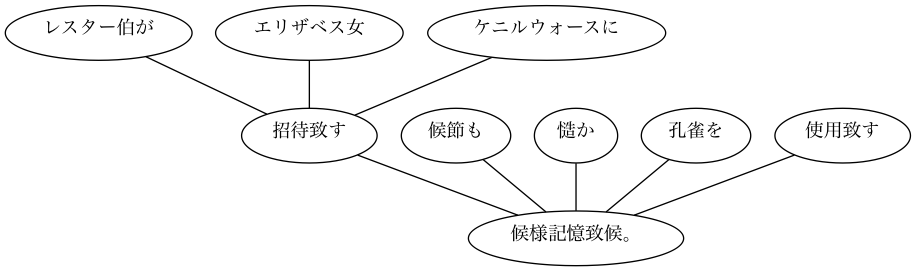 レスター伯が
エリザベス女
ケニルウォースに
招待致す
候節も
慥か
孔雀を
使用致す
候様記憶致候。